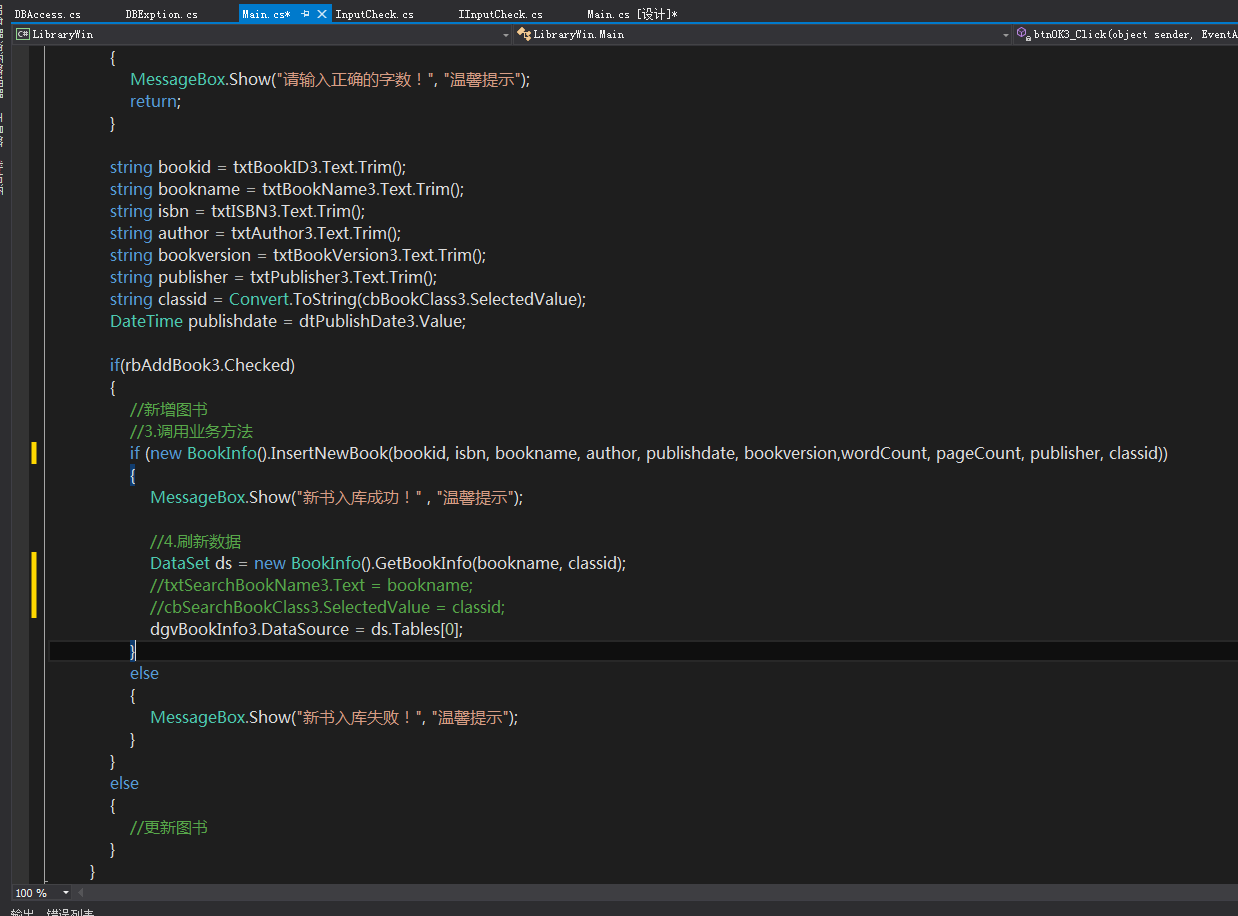 DBAccess.cs DBExption.cs Main.cs* InputCheck.cs IInputCheck.cs Main.cs [设计]*
C# LibraryWin LibraryWin.Main btnOK3_Click(object sender, EventA
{
MessageBox.Show("请输入正确的字数！", "温馨提示");
return;
}
string bookid = txtBookID3.Text.Trim();
string bookname = txtBookName3.Text.Trim();
string isbn = txtISBN3.Text.Trim();
string author = txtAuthor3.Text.Trim();
string bookversion = txtBookVersion3.Text.Trim();
string publisher = txtPublisher3.Text.Trim();
string classid = Convert.ToString(cbBookClass3.SelectedValue);
DateTime publishdate = dtPublishDate3.Value;
if(rbAddBook3.Checked)
{
//新增图书
//3.调用业务方法
if (new BookInfo().InsertNewBook(bookid, isbn, bookname, author, publishdate, bookversion,wordCount, pageCount, publisher, classid))
{
MessageBox.Show("新书入库成功！" , "温馨提示");
//4.刷新数据
DataSet ds = new BookInfo().GetBookInfo(bookname, classid);
//txtSearchBookName3.Text = bookname;
//cbSearchBookClass3.SelectedValue = classid;
dgvBookInfo3.DataSource = ds.Tables[0];
}
else
{
MessageBox.Show("新书入库失败！", "温馨提示");
}
}
else
{
//更新图书
}
}
100 %
输出 错误列表